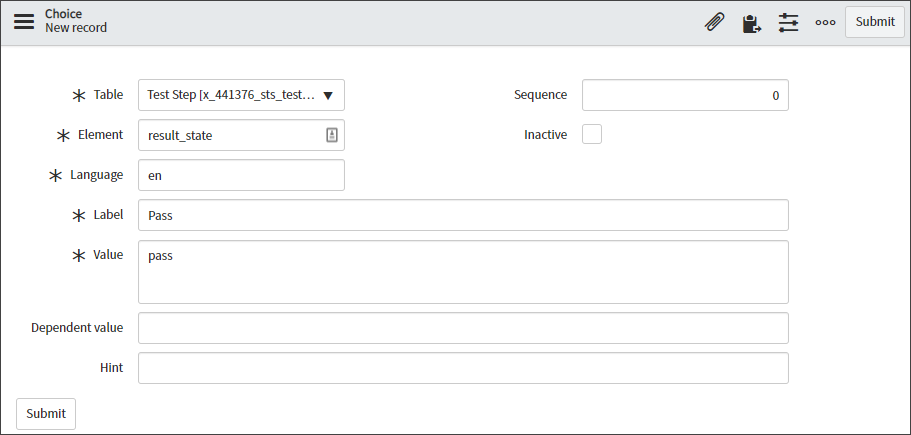 Choice
New record
Submit
Table
Test Step [x_441376_sts_test...
Sequence
0
Element
result_state
Inactive
Language
en
Label
Pass
Value
pass
Dependent value
Hint
Submit